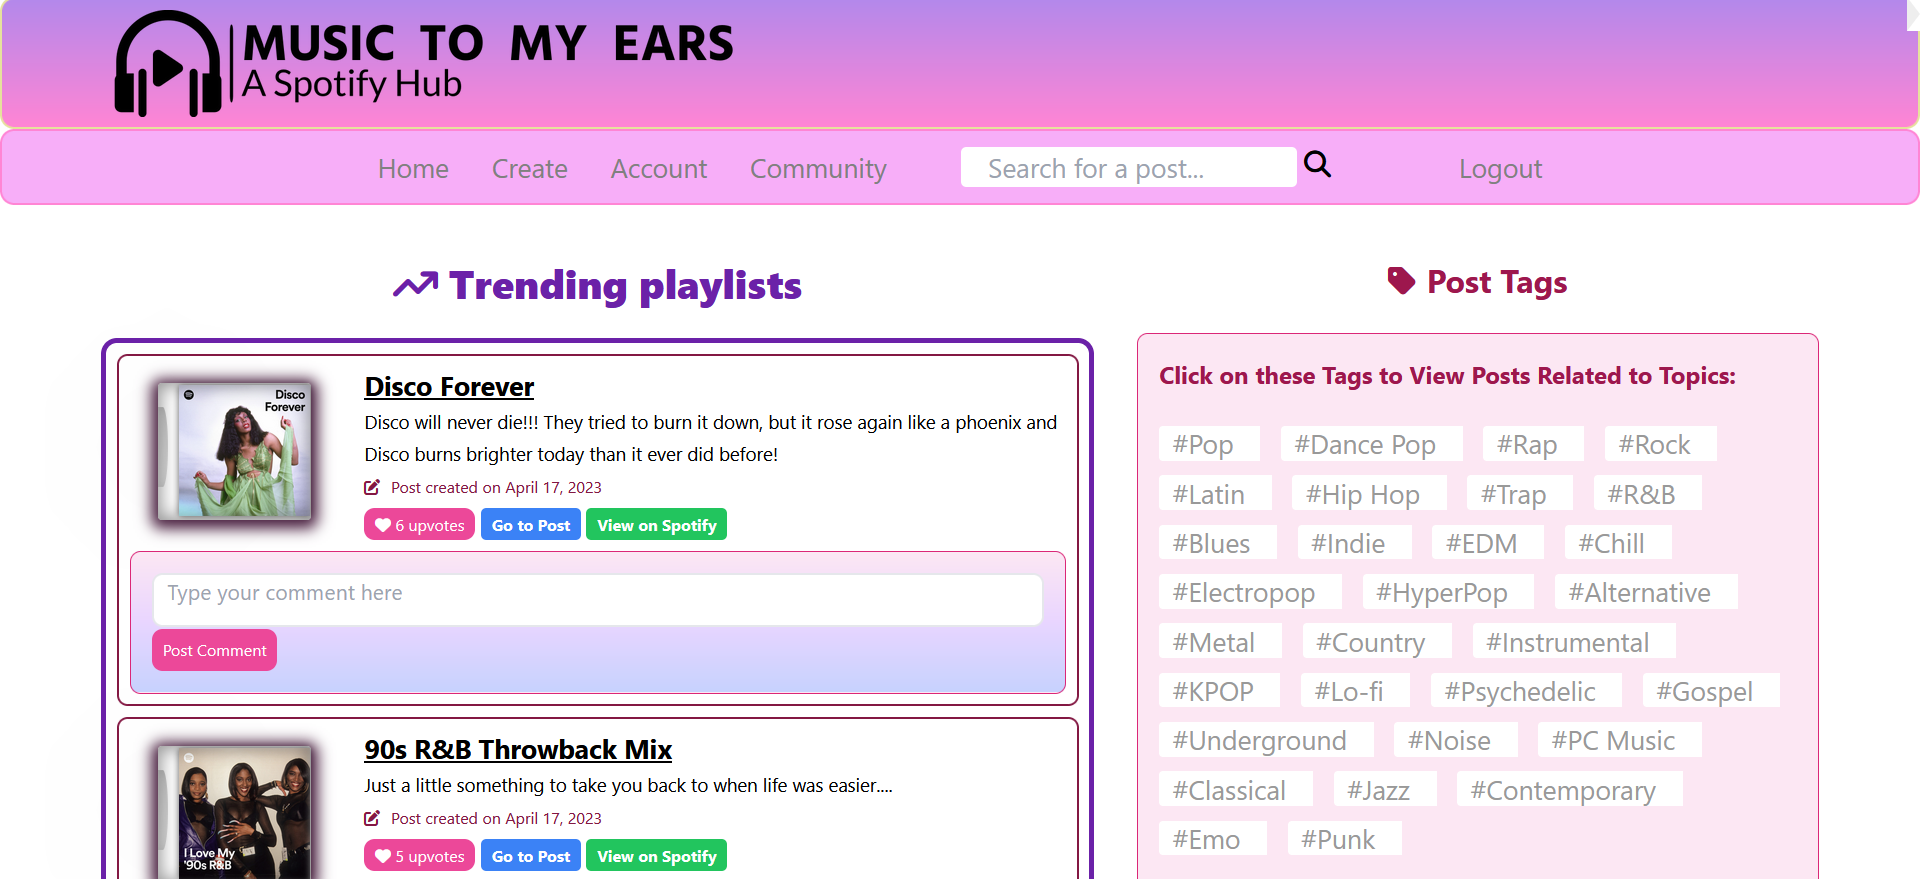 MUSIC TO MY EARS
A Spotify Hub
Home Create Account Community Search for a post... Logout
Trending playlists
Disco Forever
Disco Forever
Disco will never die!!! They tried to burn it down, but it rose again like a phoenix and
Disco burns brighter today than it ever did before!
Post created on April 17, 2023
6 upvotes Go to Post View on Spotify
Type your comment here
Post Comment
90s R&B Throwback Mix
Just a little something to take you back to when life was easier....
Post created on April 17, 2023
5 upvotes Go to Post View on Spotify
I Love My
'90s R&B
Post Tags
Click on these Tags to View Posts Related to Topics:
#Pop #Dance Pop #Rap #Rock
#Latin #Hip Hop #Trap #R&B
#Blues #Indie #EDM #Chill
#Electropop #HyperPop #Alternative
#Metal #Country #Instrumental
#KPOP #Lo-fi #Psychedelic #Gospel
#Underground #Noise #PC Music
#Classical #Jazz #Contemporary
#Emo #Punk